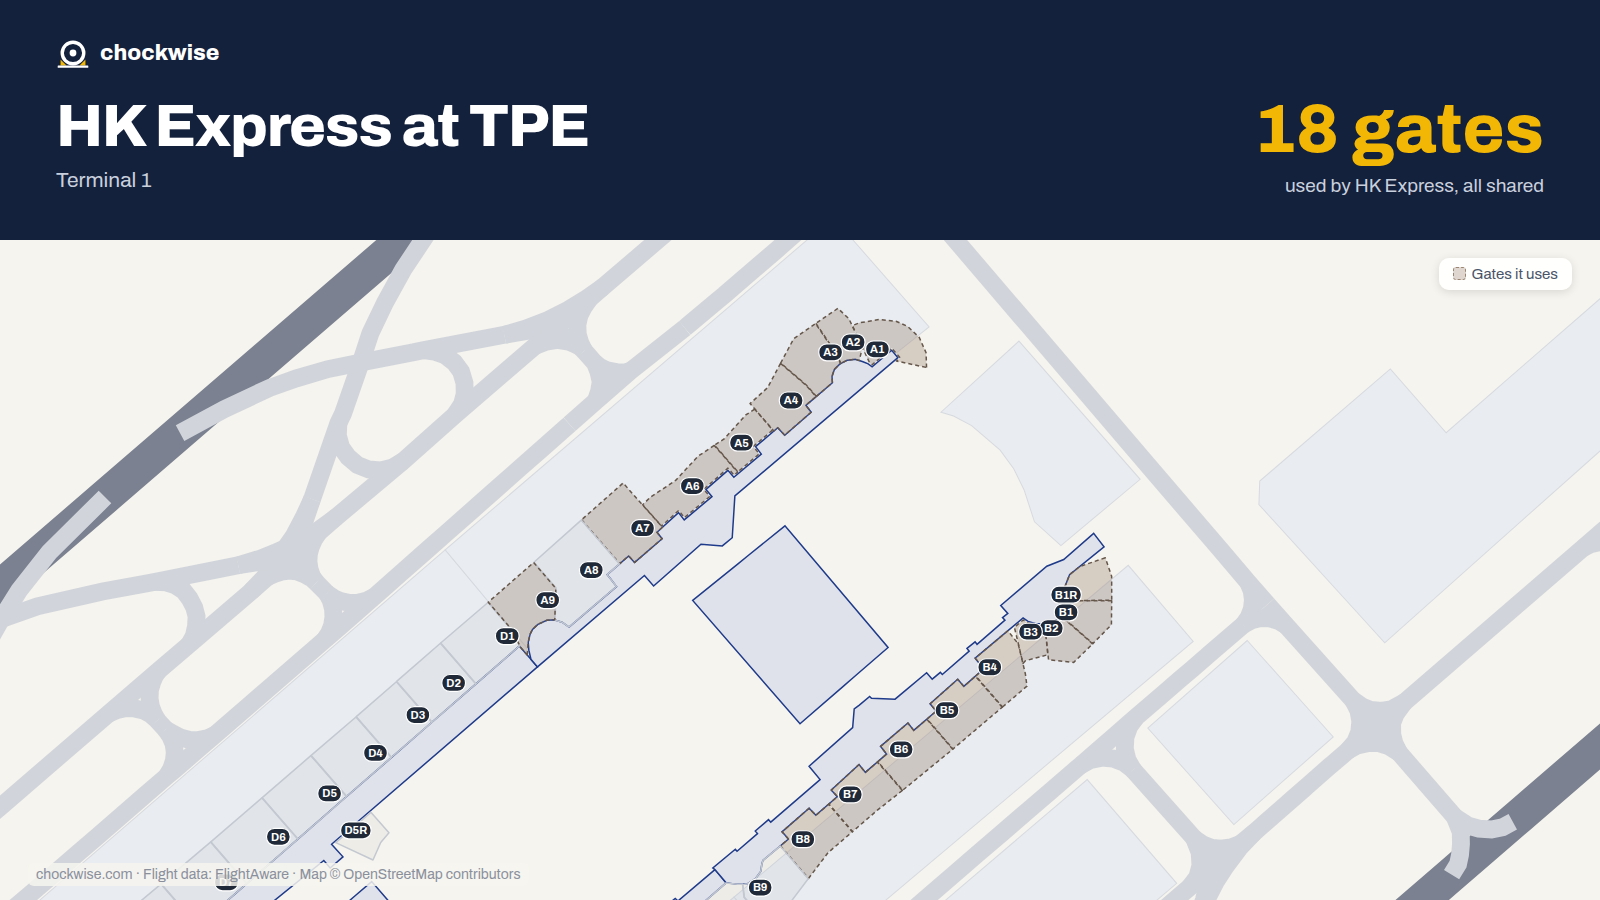 chockwise
HK Express at TPE
Terminal 1
18 gates
used by HK Express, all shared
Gates it uses
A1
A2
A3
A4
A5
A6
A7
A8
A9
D1
D2
D3
D4
D5
D5R
D6
B1R
B1
B2
B3
B4
B5
B6
B7
B8
B9
chockwise.com · Flight data: FlightAware · Map © OpenStreetMap contributors